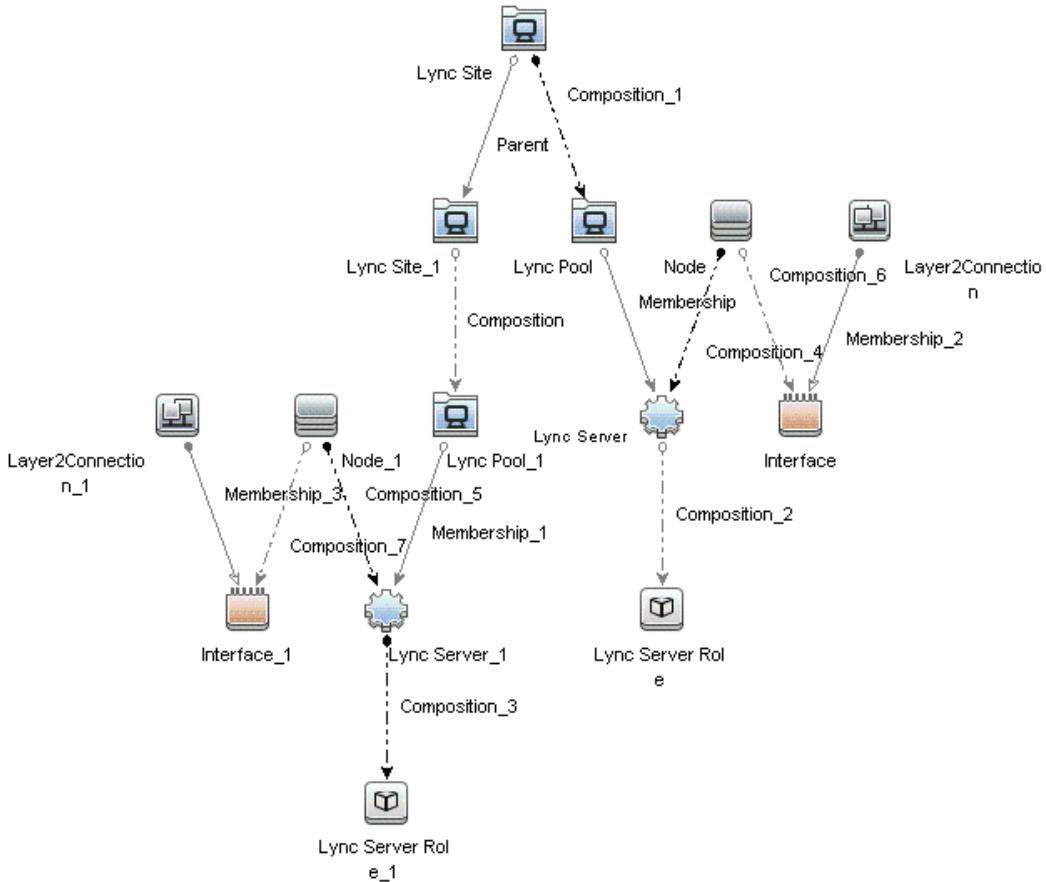 Lync Site
Composition_1
Parent
Lync Site_1
Lync Pool
Node
Composition_6
Layer2Connectio
n
Membership
Composition
Composition_4
Membership_2
Layer2Connectio
n_1
Node_1
Lync Pool_1
Lync Server
Interface
Membership_3
Composition_5
Composition_2
Membership_1
Composition_7
Interface_1
Lync Server_1
Lync Server Rol
e
Composition_3
Lync Server Rol
e_1